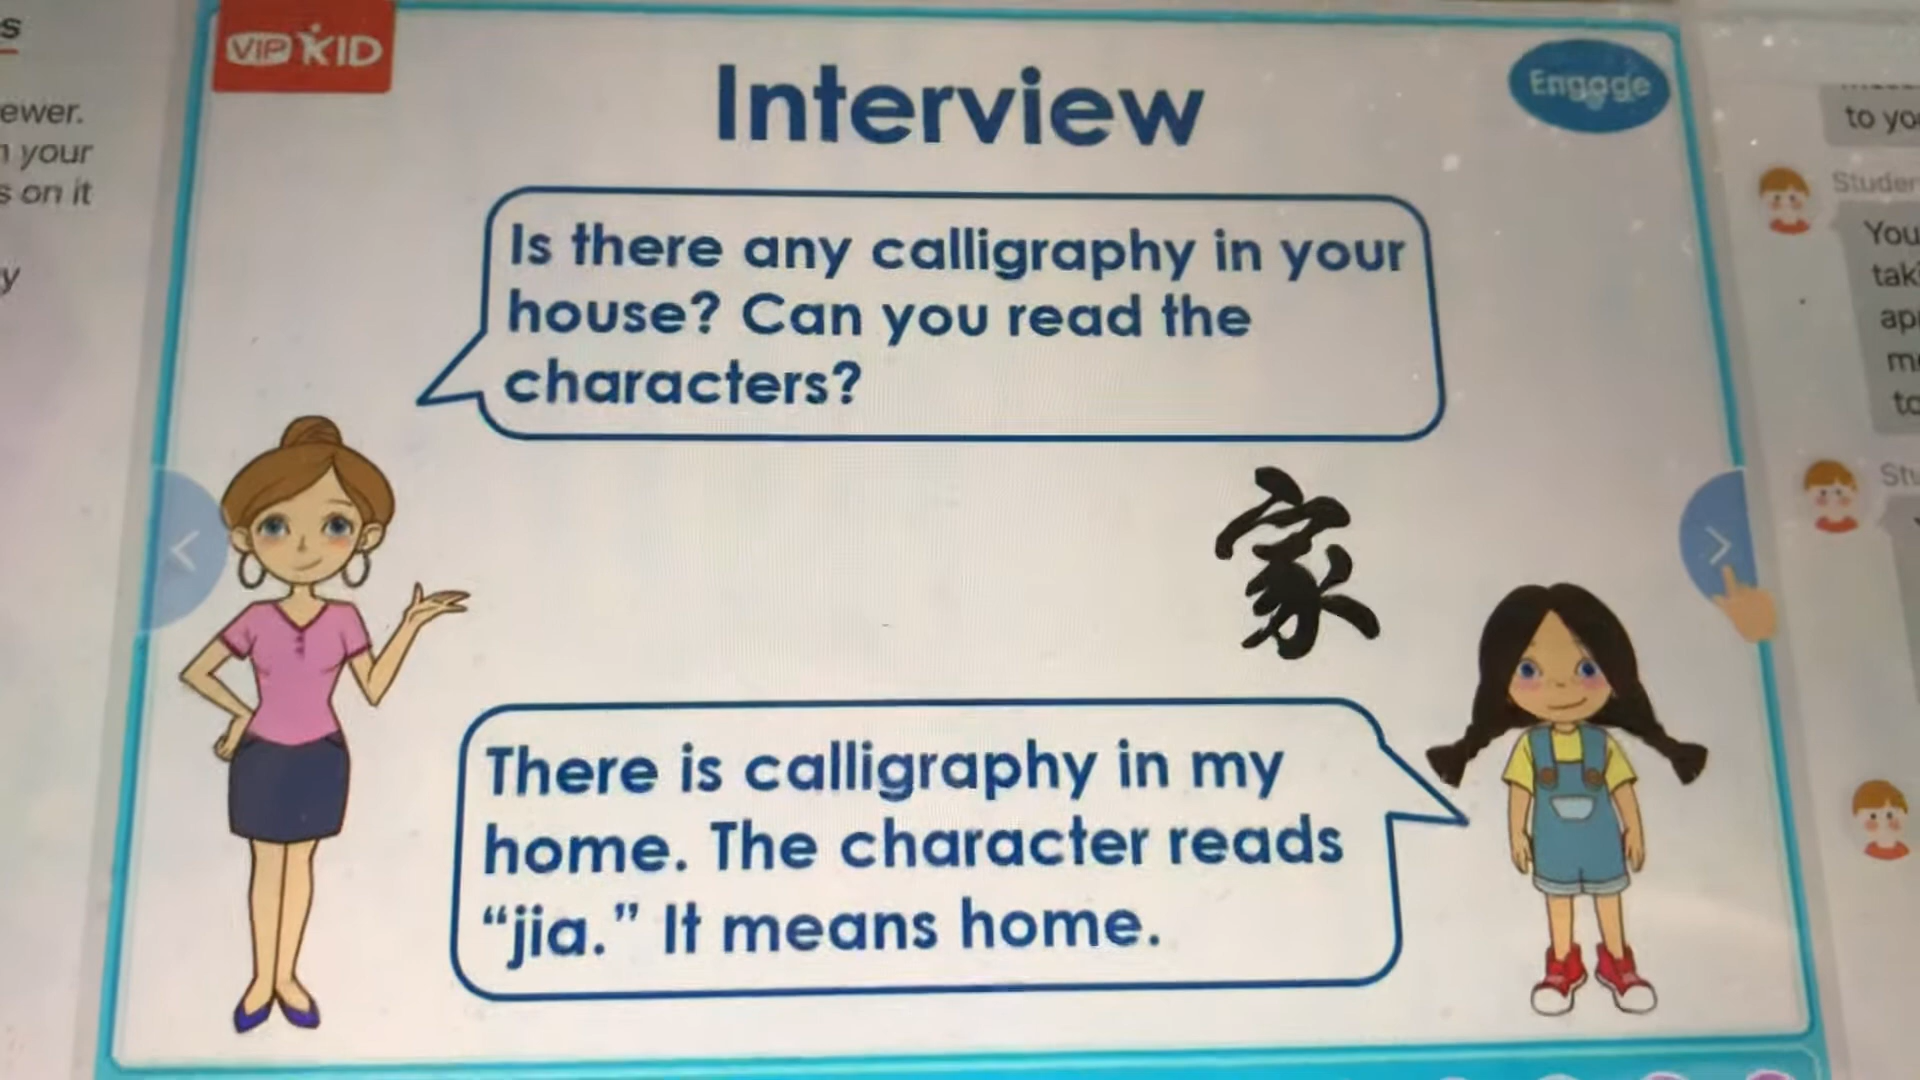 s
ewer.
your
s on it
y
VIPKID
Interview
Engage
Is there any calligraphy in your
house? Can you read the
characters?
家
There is calligraphy in my
home. The character reads
“jia.” It means home.
to yo
Studen
You
tak
ap
m
to
Stu